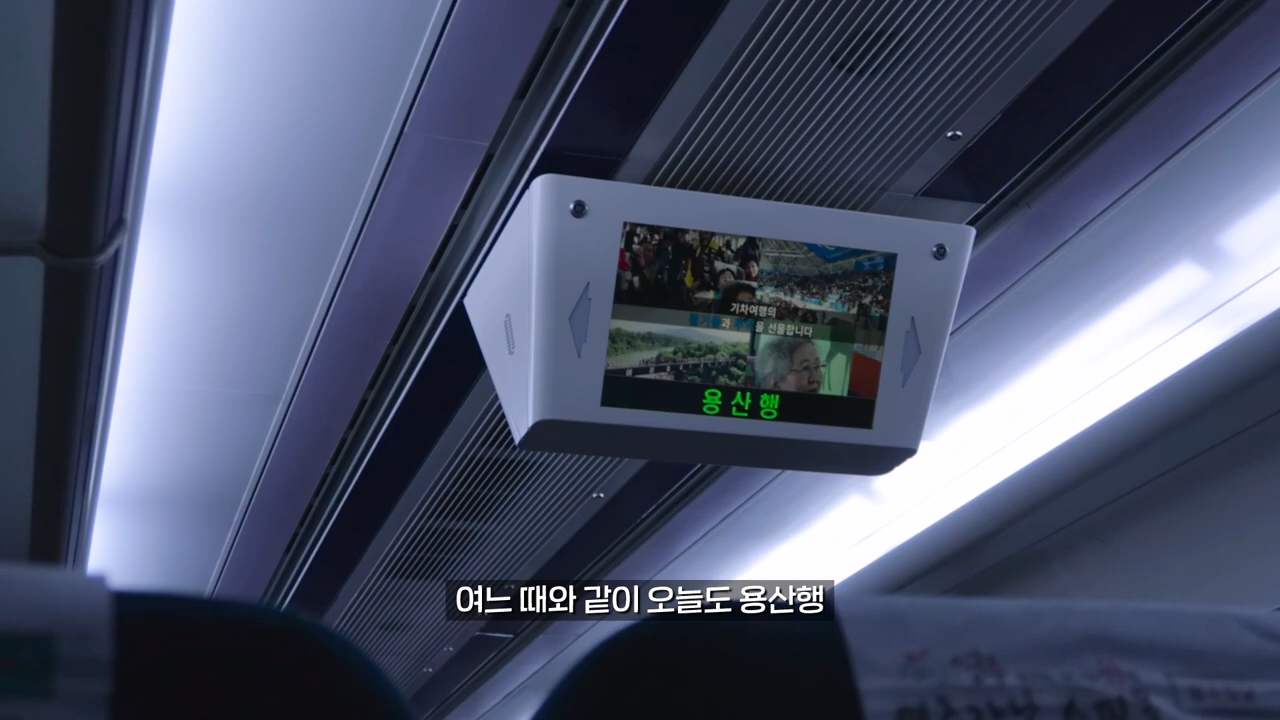 기차여행의
과
을 선물합니다
용산행
여느 때와 같이 오늘도 용산행